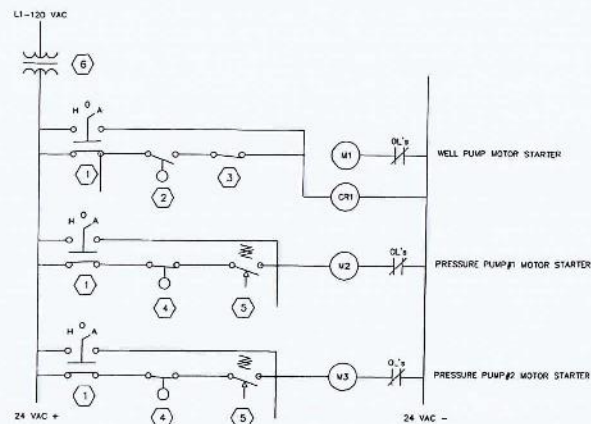 L1-120 VAC
6
H O A
OL's
M1
WELL PUMP MOTOR STARTER
1
2
3
CR1
H O A
OL's
M2
PRESSURE PUMP#1 MOTOR STARTER
1
4
5
H O A
OL's
M3
PRESSURE PUMP#2 MOTOR STARTER
1
4
5
24 VAC +
24 VAC -